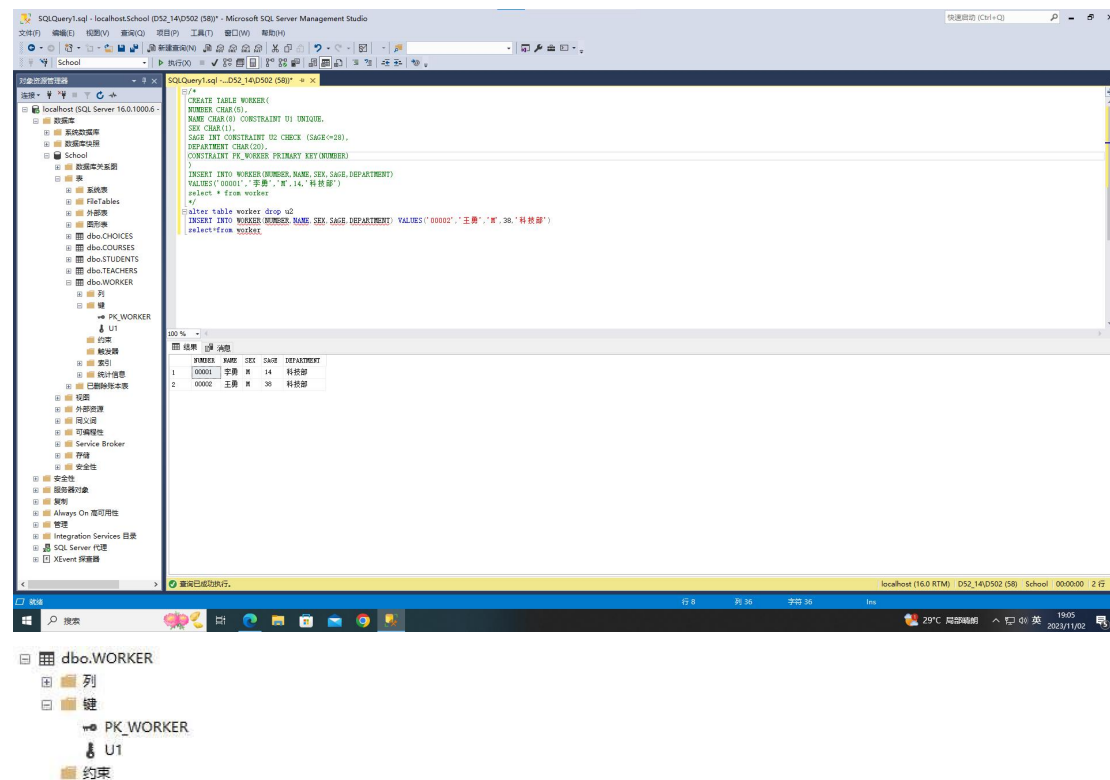 SQLQuery1.sql - localhost.School (D52_14\D502 (58))* - Microsoft SQL Server Management Studio
快速启动 (Ctrl+Q)
文件(F) 编辑(E) 视图(V) 查询(Q) 项目(P) 工具(T) 窗口(W) 帮助(H)
新建查询(N)
School
执行(X)
对象资源管理器
SQLQuery1.sql -...D52_14\D502 (58))*
连接
localhost (SQL Server 16.0.1000.6 -
数据库
系统数据库
数据库快照
School
数据库关系图
表
系统表
FileTables
外部表
图形表
dbo.CHOICES
dbo.COURSES
dbo.STUDENTS
dbo.TEACHERS
dbo.WORKER
列
键
PK_WORKER
U1
约束
触发器
索引
统计信息
已删除账本表
视图
外部资源
同义词
可编程性
Service Broker
存储
安全性
安全性
服务器对象
复制
Always On 高可用性
管理
Integration Services 目录
SQL Server 代理
XEvent 探查器
/*
CREATE TABLE WORKER(
NUMBER CHAR(5),
NAME CHAR(8) CONSTRAINT U1 UNIQUE,
SEX CHAR(1),
SAGE INT CONSTRAINT U2 CHECK (SAGE<=28),
DEPARTMENT CHAR(20),
CONSTRAINT PK_WORKER PRIMARY KEY(NUMBER)
)
INSERT INTO WORKER(NUMBER,NAME,SEX,SAGE,DEPARTMENT)
VALUES('00001','李勇','M',14,'科技部')
select * from worker
*/
alter table worker drop u2
INSERT INTO WORKER(NUMBER,NAME,SEX,SAGE,DEPARTMENT) VALUES('00002','王勇','M',38,'科技部')
select*from worker
100 %
结果 消息
NUMBER NAME SEX SAGE DEPARTMENT
1 00001 李勇 M 14 科技部
2 00002 王勇 M 38 科技部
查询已成功执行。
localhost (16.0 RTM) D52_14\D502 (58) School 00:00:00 2 行
就绪
行 8 列 36 字符 36 Ins
搜索
29°C 局部晴朗 英 19:05
2023/11/02
dbo.WORKER
列
键
PK_WORKER
U1
约束